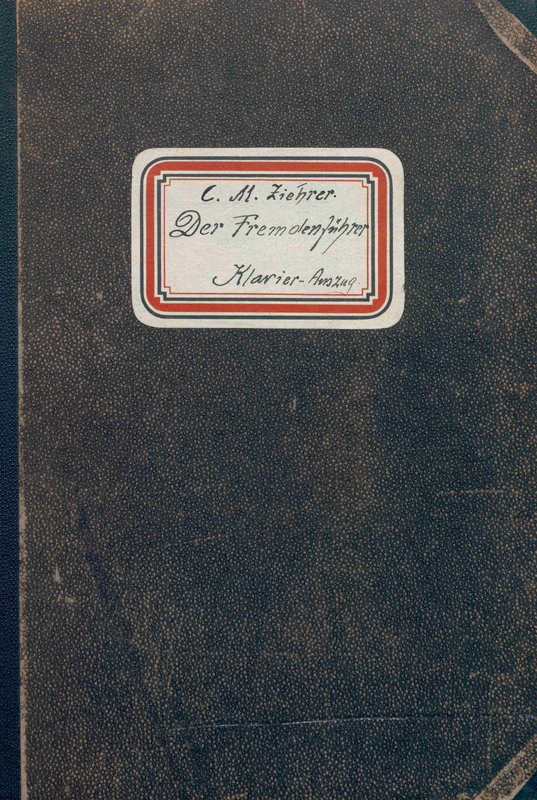 C. M. Ziehrer.
Der Fremdenführer
Klavier-Auszug.